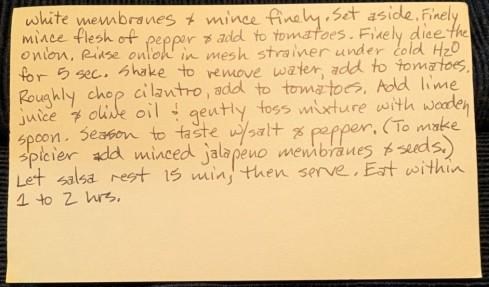 white membranes & mince finely. Set aside. Finely
mince flesh of pepper & add to tomatoes. Finely dice the
onion. Rinse onion in mesh strainer under cold H2O
for 5 sec. Shake to remove water, add to tomatoes.
Roughly chop cilantro, add to tomatoes. Add lime
juice & olive oil & gently toss mixture with wooden
spoon. Season to taste w/salt & pepper. (To make
spicier add minced jalapeno membranes & seeds.)
Let salsa rest 15 min, then serve. Eat within
1 to 2 hrs.